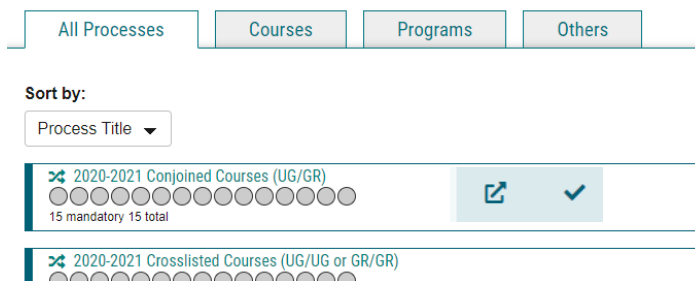 All Processes Courses Programs Others
Sort by:
Process Title
2020-2021 Conjoined Courses (UG/GR)
15 mandatory 15 total
2020-2021 Crosslisted Courses (UG/UG or GR/GR)